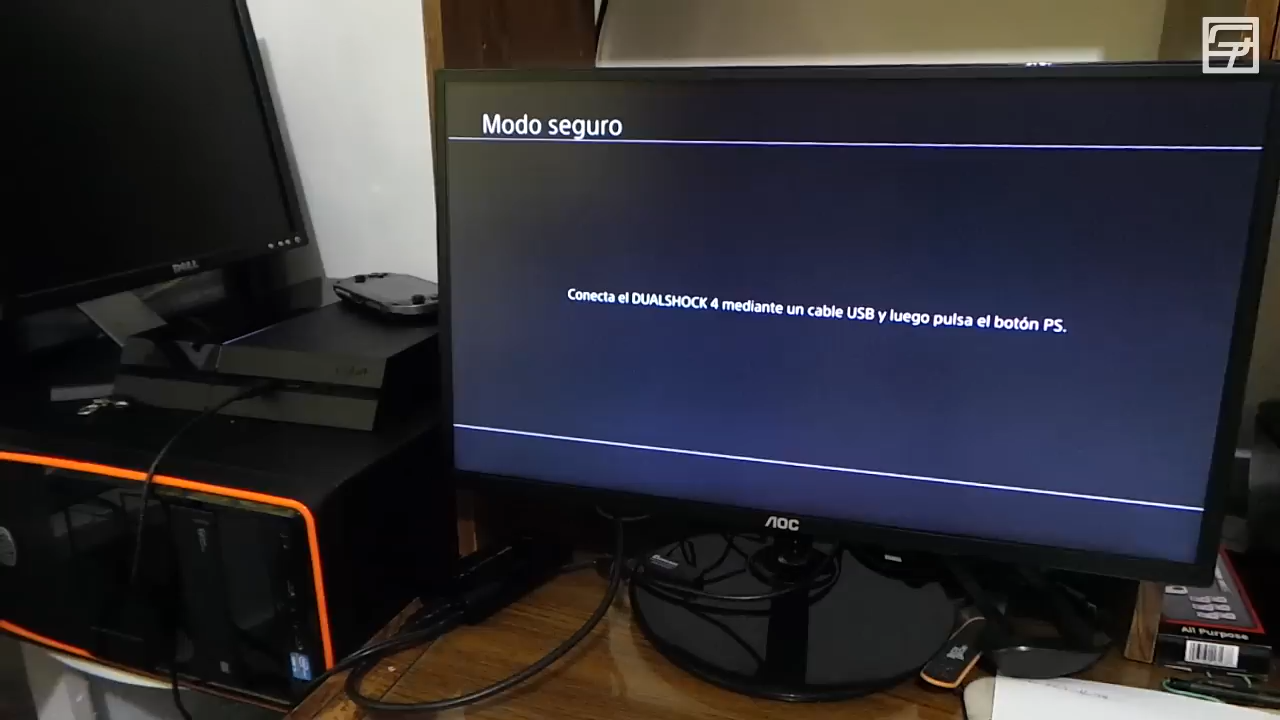 Modo seguro
Conecta el DUALSHOCK 4 mediante un cable USB y luego pulsa el botón PS.
DELL
AOC
All Purpose